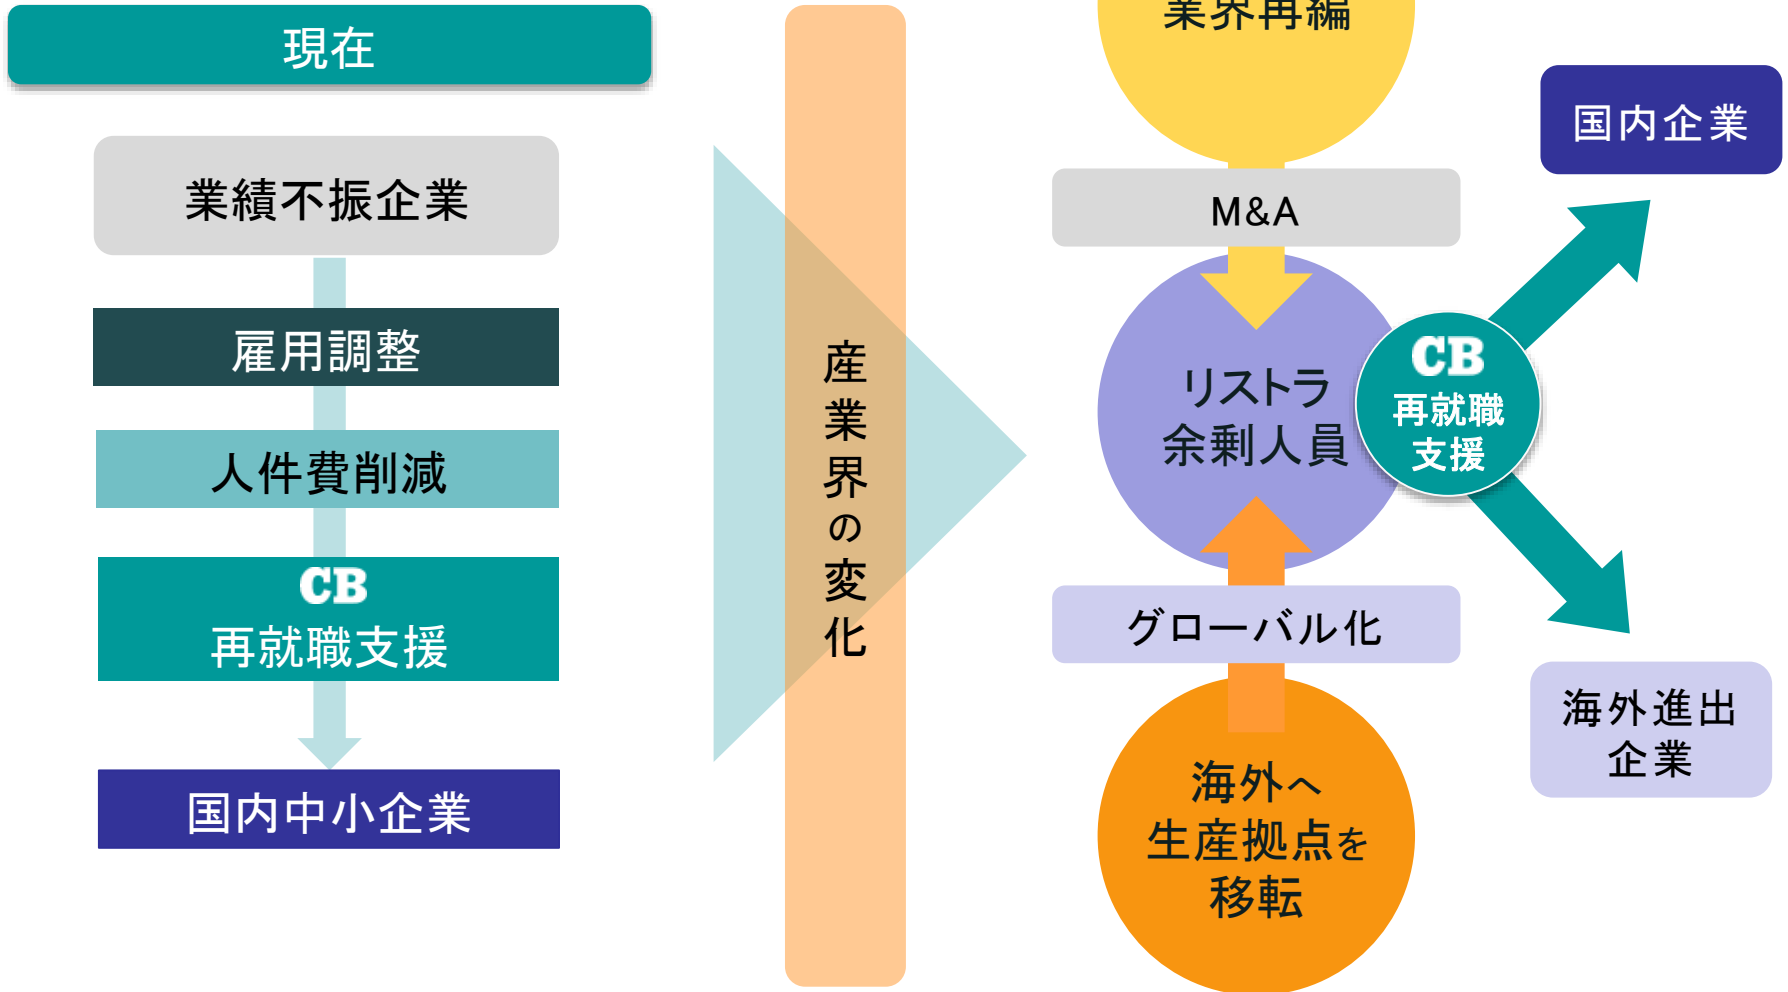 現在
業績不振企業
雇用調整
人件費削減
CB
再就職支援
国内中小企業
産業界の変化
業界再編
M&A
リストラ
余剰人員
グローバル化
海外へ
生産拠点を
移転
CB
再就職
支援
国内企業
海外進出
企業